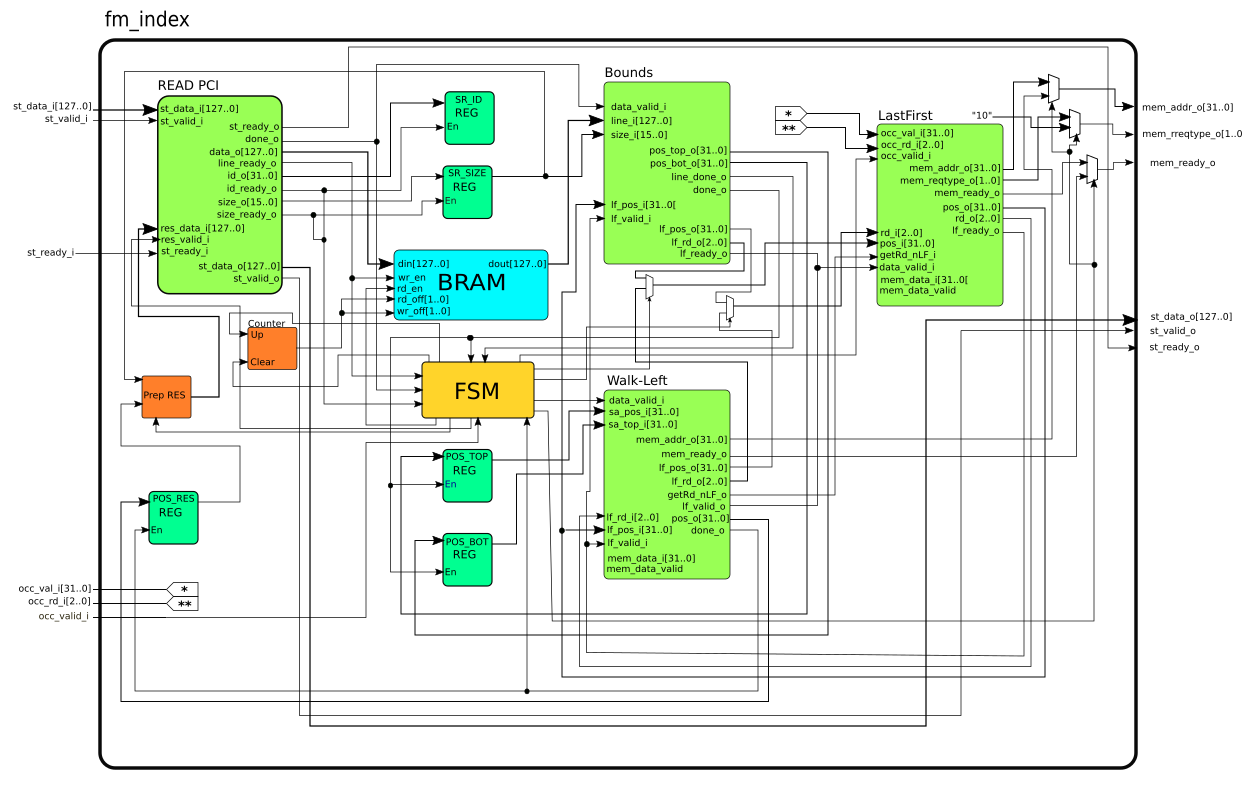 fm_index
st_data_i[127..0]
st_valid_i
st_ready_i
occ_val_i[31..0]
occ_rd_i[2..0]
occ_valid_i
*
**
READ PCI
st_data_i[127..0]
st_valid_i
st_ready_o
done_o
data_o[127..0]
line_ready_o
id_o[31..0]
id_ready_o
size_o[15..0]
size_ready_o
res_data_i[127..0]
res_valid_i
st_ready_i
st_data_o[127..0]
st_valid_o
Counter
Up
Clear
Prep RES
POS_RES
REG
En
SR_ID
REG
En
SR_SIZE
REG
En
din[127..0]
dout[127..0]
wr_en
BRAM
rd_en
rd_off[1..0]
wr_off[1..0]
FSM
POS_TOP
REG
En
POS_BOT
REG
En
Bounds
data_valid_i
line_i[127..0]
size_i[15..0]
pos_top_o[31..0]
pos_bot_o[31..0]
line_done_o
done_o
lf_pos_i[31..0[
lf_valid_i
lf_pos_o[31..0]
lf_rd_o[2..0]
lf_ready_o
Walk-Left
data_valid_i
sa_pos_i[31..0]
sa_top_i[31..0]
mem_addr_o[31..0]
mem_ready_o
lf_pos_o[31..0]
lf_rd_o[2..0]
getRd_nLF_o
lf_valid_o
lf_rd_i[2..0]
pos_o[31..0]
lf_pos_i[31..0]
done_o
lf_valid_i
mem_data_i[31..0]
mem_data_valid
*
**
LastFirst
"10"
occ_val_i[31..0]
occ_rd_i[2..0]
occ_valid_i
mem_addr_o[31..0]
mem_reqtype_o[1..0]
mem_ready_o
pos_o[31..0]
rd_o[2..0]
lf_ready_o
rd_i[2..0]
pos_i[31..0]
getRd_nLF_i
data_valid_i
mem_data_i[31..0[
mem_data_valid
mem_addr_o[31..0]
mem_rreqtype_o[1..0
mem_ready_o
st_data_o[127..0]
st_valid_o
st_ready_o